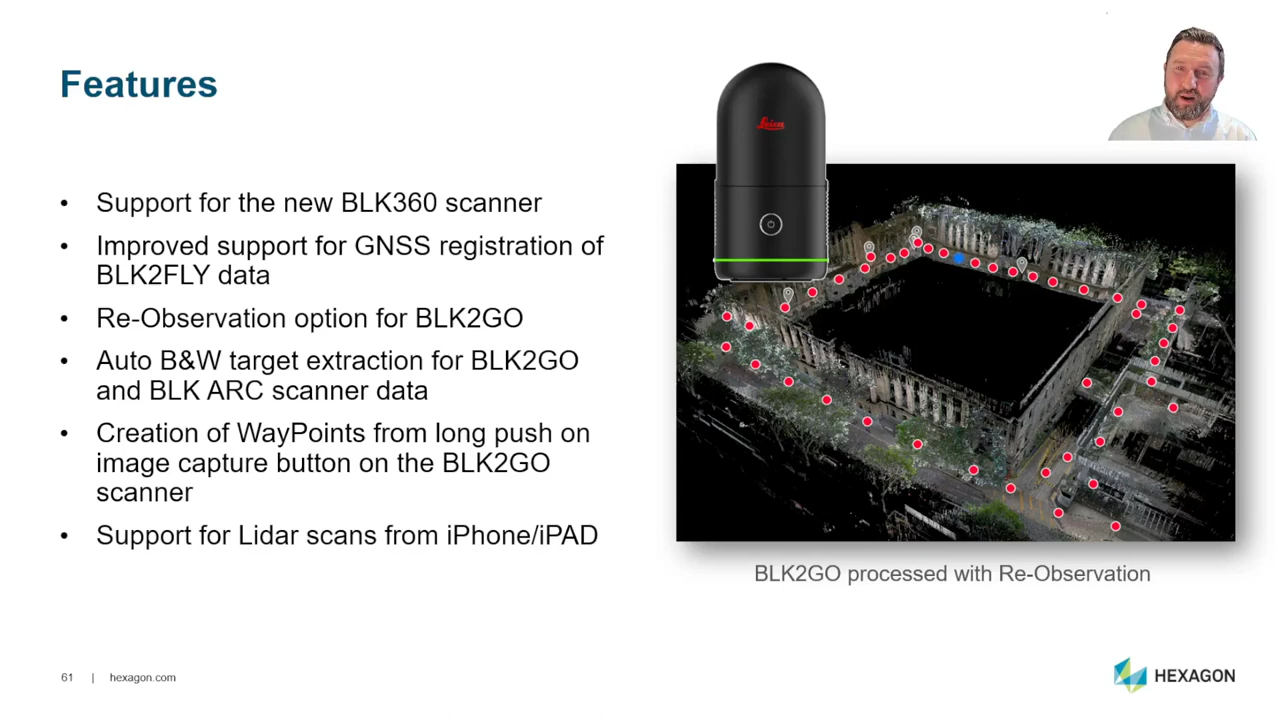 Features
Leica
• Support for the new BLK360 scanner
• Improved support for GNSS registration of
BLK2FLY data
• Re-Observation option for BLK2GO
• Auto B&W target extraction for BLK2GO
and BLK ARC scanner data
• Creation of WayPoints from long push on
image capture button on the BLK2GO
scanner
• Support for Lidar scans from iPhone/iPAD
BLK2GO processed with Re-Observation
61 | hexagon.com
HEXAGON